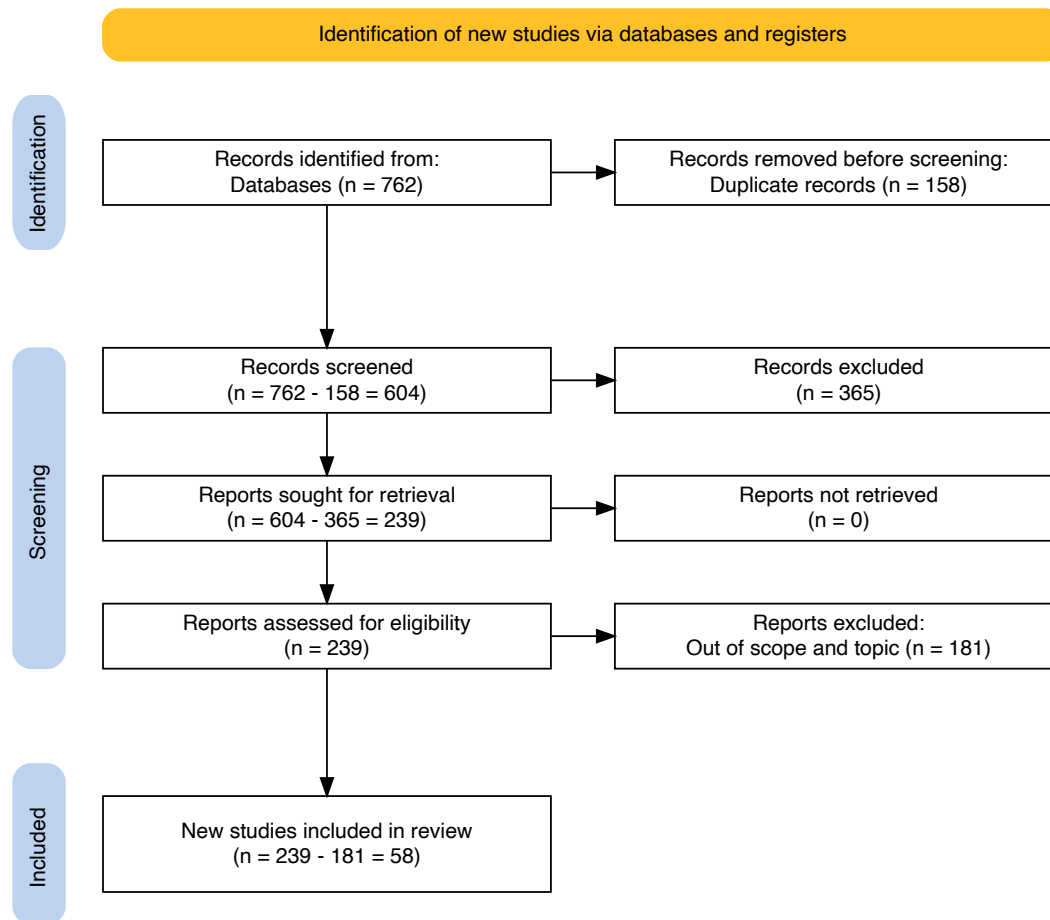 Identification of new studies via databases and registers
Identification
Records identified from:
Databases (n = 762)
Records removed before screening:
Duplicate records (n = 158)
Screening
Records screened
(n = 762 - 158 = 604)
Records excluded
(n = 365)
Reports sought for retrieval
(n = 604 - 365 = 239)
Reports not retrieved
(n = 0)
Reports assessed for eligibility
(n = 239)
Reports excluded:
Out of scope and topic (n = 181)
Included
New studies included in review
(n = 239 - 181 = 58)